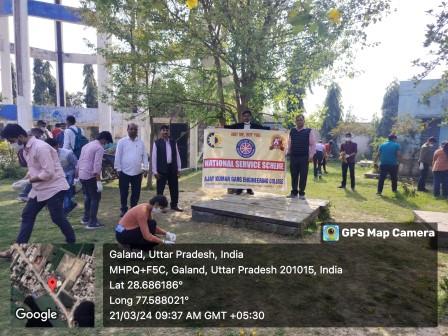 NATIONAL SERVICE SCHEME
AJAY KUMAR GARG ENGINEERING COLLEGE
GPS Map Camera
Galand, Uttar Pradesh, India
MHPQ+F5C, Galand, Uttar Pradesh 201015, India
Lat 28.686186°
Long 77.588021°
21/03/24 09:37 AM GMT +05:30
Google